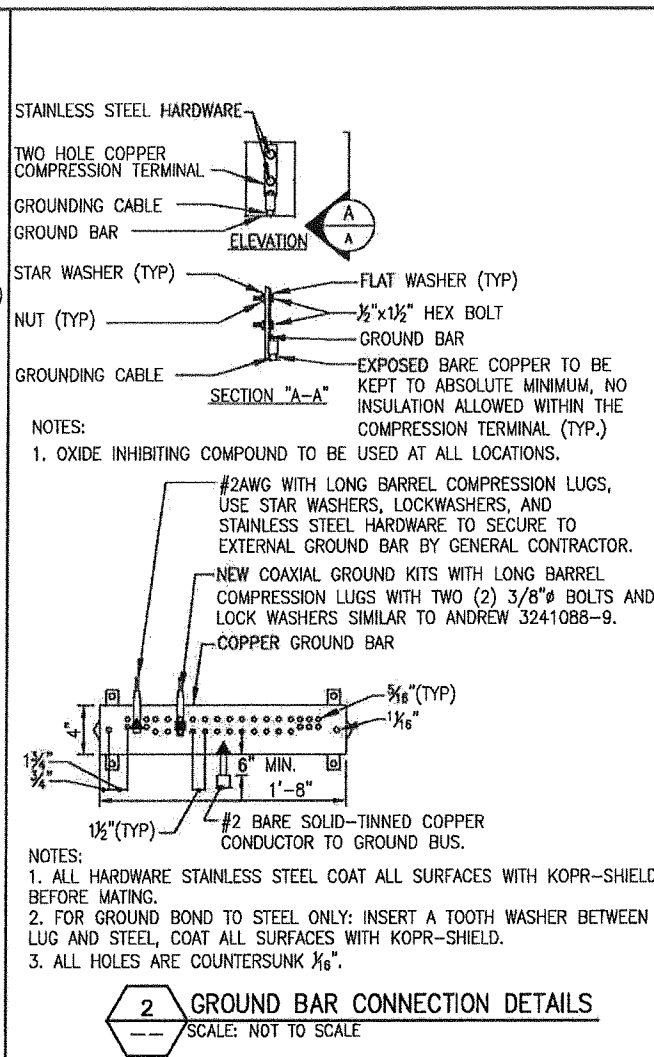 STAINLESS STEEL HARDWARE
TWO HOLE COPPER
COMPRESSION TERMINAL
GROUNDING CABLE
GROUND BAR
ELEVATION
A
A
STAR WASHER (TYP)
FLAT WASHER (TYP)
NUT (TYP)
½"x1½" HEX BOLT
GROUND BAR
GROUNDING CABLE
EXPOSED BARE COPPER TO BE
KEPT TO ABSOLUTE MINIMUM, NO
INSULATION ALLOWED WITHIN THE
COMPRESSION TERMINAL (TYP.)
SECTION "A-A"
)
NOTES:
1. OXIDE INHIBITING COMPOUND TO BE USED AT ALL LOCATIONS.
#2AWG WITH LONG BARREL COMPRESSION LUGS,
USE STAR WASHERS, LOCKWASHERS, AND
STAINLESS STEEL HARDWARE TO SECURE TO
EXTERNAL GROUND BAR BY GENERAL CONTRACTOR.
NEW COAXIAL GROUND KITS WITH LONG BARREL
COMPRESSION LUGS WITH TWO (2) 3/8"ø BOLTS AND
LOCK WASHERS SIMILAR TO ANDREW 3241088-9.
COPPER GROUND BAR
5/16"(TYP)
1/16"
4"
1¾"
¾"
6" MIN.
1'-8"
1½"(TYP)
#2 BARE SOLID-TINNED COPPER
CONDUCTOR TO GROUND BUS.
NOTES:
1. ALL HARDWARE STAINLESS STEEL COAT ALL SURFACES WITH KOPR-SHIELD
BEFORE MATING.
2. FOR GROUND BOND TO STEEL ONLY: INSERT A TOOTH WASHER BETWEEN
LUG AND STEEL, COAT ALL SURFACES WITH KOPR-SHIELD.
3. ALL HOLES ARE COUNTERSUNK 1/16".
2
--
GROUND BAR CONNECTION DETAILS
SCALE: NOT TO SCALE